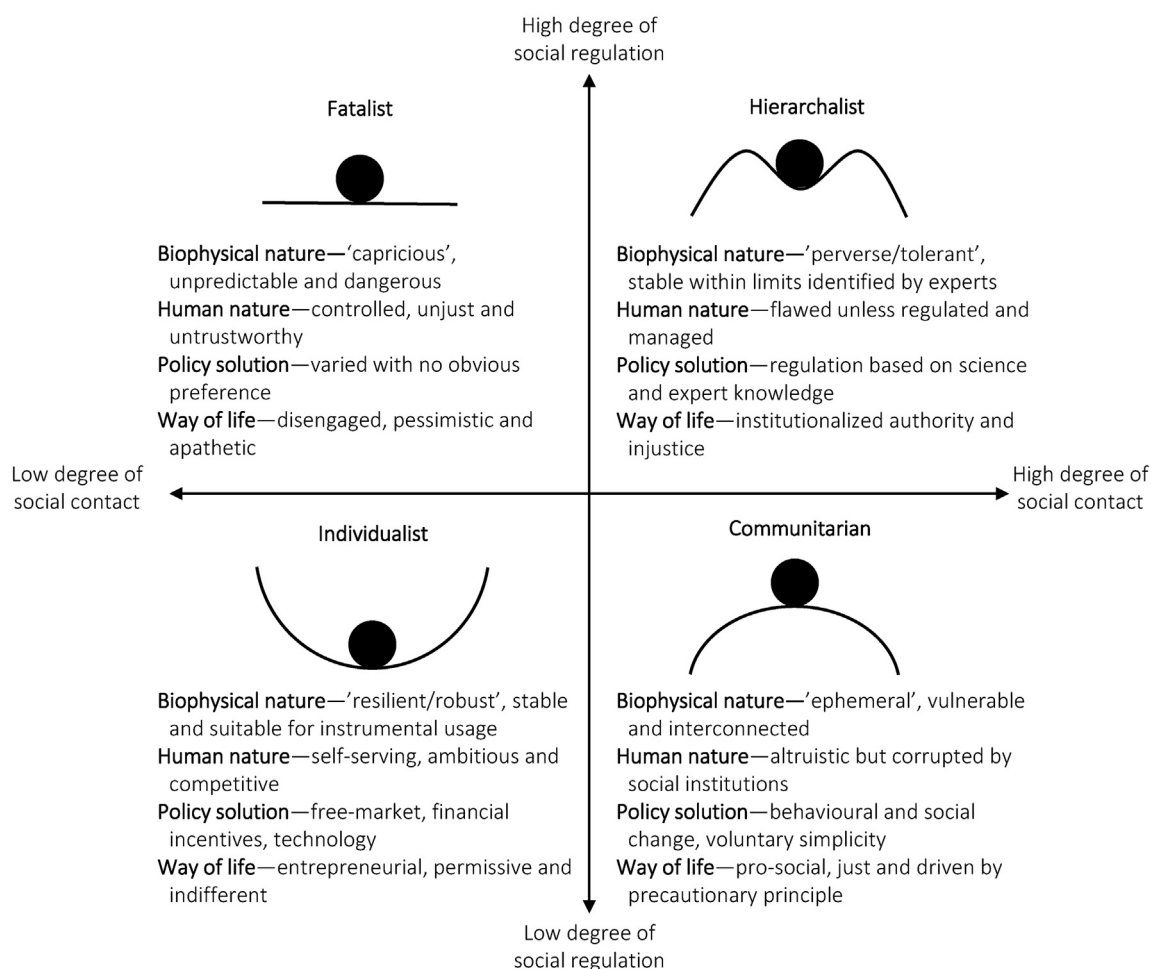 High degree of
social regulation
Fatalist
Biophysical nature—‘capricious’,
unpredictable and dangerous
Human nature—controlled, unjust and
untrustworthy
Policy solution—varied with no obvious
preference
Way of life—disengaged, pessimistic and
apathetic
Hierarchalist
Biophysical nature—’perverse/tolerant’,
stable within limits identified by experts
Human nature—flawed unless regulated and
managed
Policy solution—regulation based on science
and expert knowledge
Way of life—institutionalized authority and
injustice
Low degree of
social contact
High degree of
social contact
Individualist
Biophysical nature—’resilient/robust’, stable
and suitable for instrumental usage
Human nature—self-serving, ambitious and
competitive
Policy solution—free-market, financial
incentives, technology
Way of life—entrepreneurial, permissive and
indifferent
Communitarian
Biophysical nature—’ephemeral’, vulnerable
and interconnected
Human nature—altruistic but corrupted by
social institutions
Policy solution—behavioural and social
change, voluntary simplicity
Way of life—pro-social, just and driven by
precautionary principle
Low degree of
social regulation